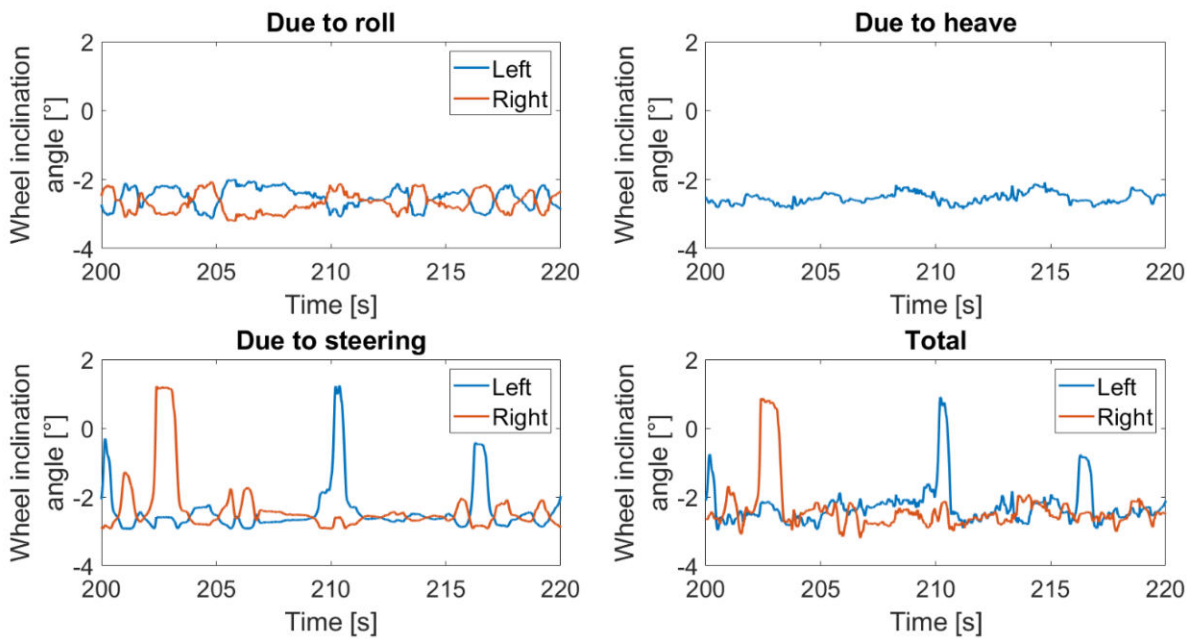 Due to roll
2
0
-2
-4
Wheel inclination
angle [°]
Left
Right
200
205
210
215
220
Time [s]
Due to heave
2
0
-2
-4
Wheel inclination
angle [°]
200
205
210
215
220
Time [s]
Due to steering
2
0
-2
-4
Wheel inclination
angle [°]
Left
Right
200
205
210
215
220
Time [s]
Total
2
0
-2
-4
Wheel inclination
angle [°]
Left
Right
200
205
210
215
220
Time [s]